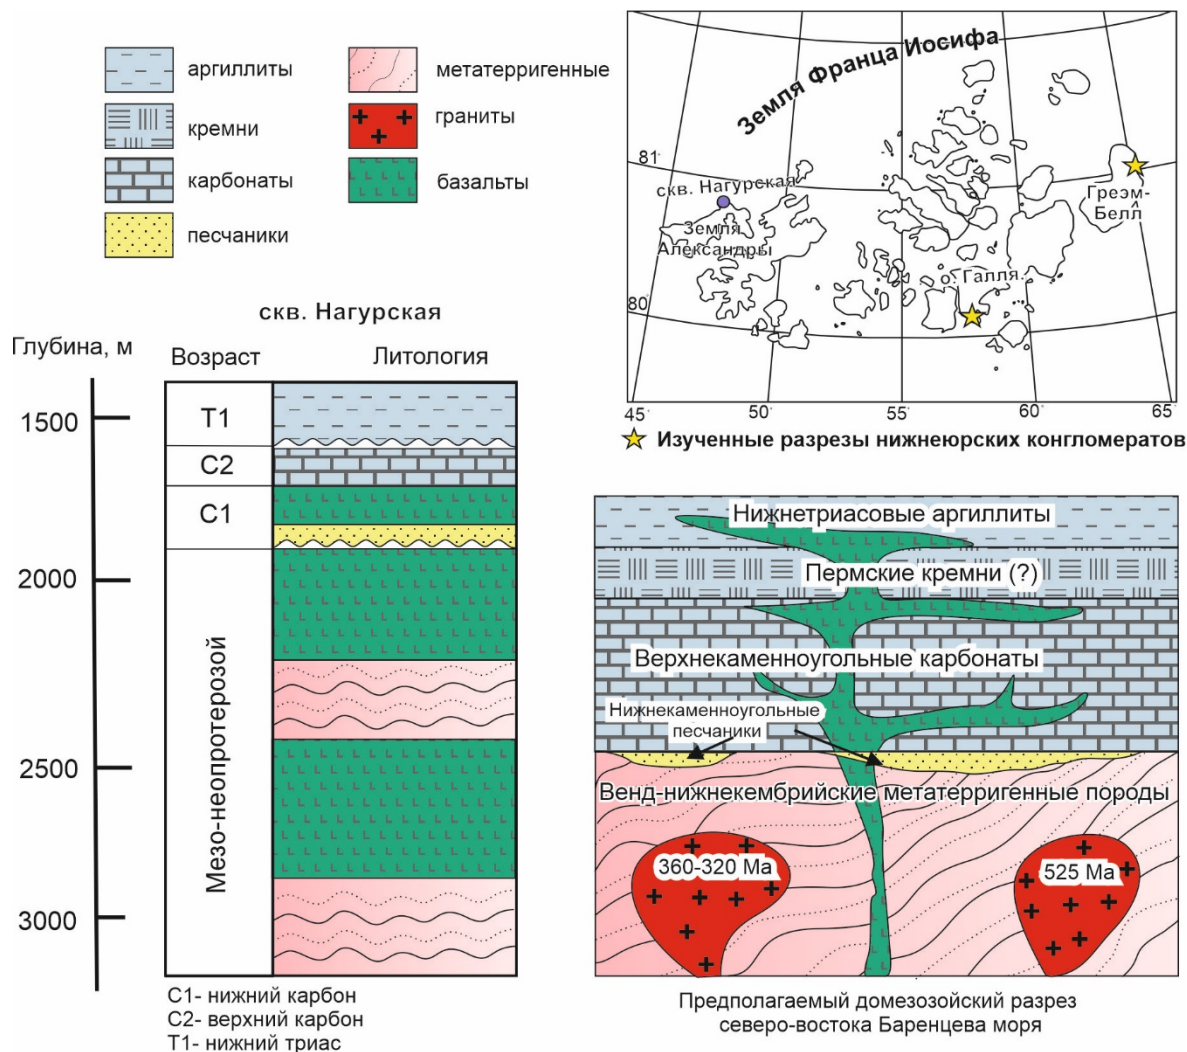 аргиллиты
кремни
карбонаты
песчаники
метатерригенные
граниты
базальты
Земля Франца Иосифа
81°
скв. Нагурская
Земля
Александры
Греэм-
Белл
о. Галля.
80°
45°
50°
55°
60°
65°
Изученные разрезы нижнеюрских конгломератов
скв. Нагурская
Глубина, м
Возраст
Литология
1500
2000
2500
3000
T1
C2
C1
Мезо-неопротерозой
C1- нижний карбон
C2- верхний карбон
T1- нижний триас
Нижнетриасовые аргиллиты
Пермские кремни (?)
Верхнекаменноугольные карбонаты
Нижнекаменноугольные
песчаники
Венд-нижнекембрийские метатерригенные породы
360-320 Ma
525 Ma
Предполагаемый домезозойский разрез
северо-востока Баренцева моря